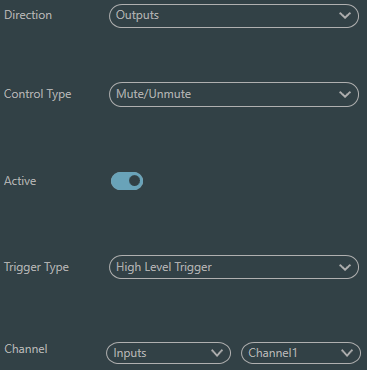 Direction Outputs
Control Type Mute/Unmute
Active
Trigger Type High Level Trigger
Channel Inputs Channel1